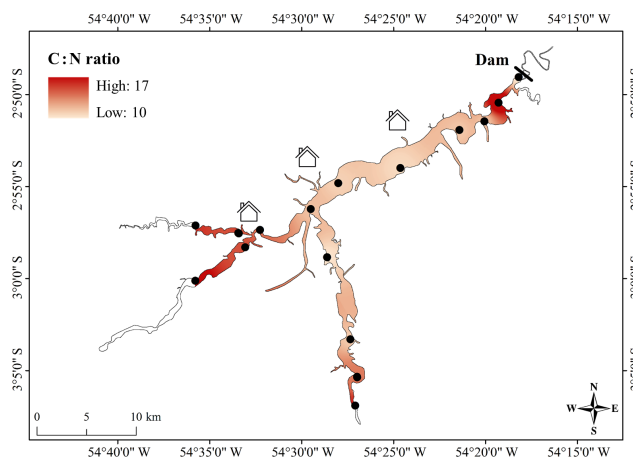 54°40'0" W 54°35'0" W 54°30'0" W 54°25'0" W 54°20'0" W 54°15'0" W
C : N ratio
High: 17
Low: 10
Dam
2°50'0" S 2°50'0" S
2°55'0" S 2°55'0" S
3°0'0" S 3°0'0" S
3°5'0" S 3°5'0" S
0 5 10 km
N
W E
S
54°40'0" W 54°35'0" W 54°30'0" W 54°25'0" W 54°20'0" W 54°15'0" W